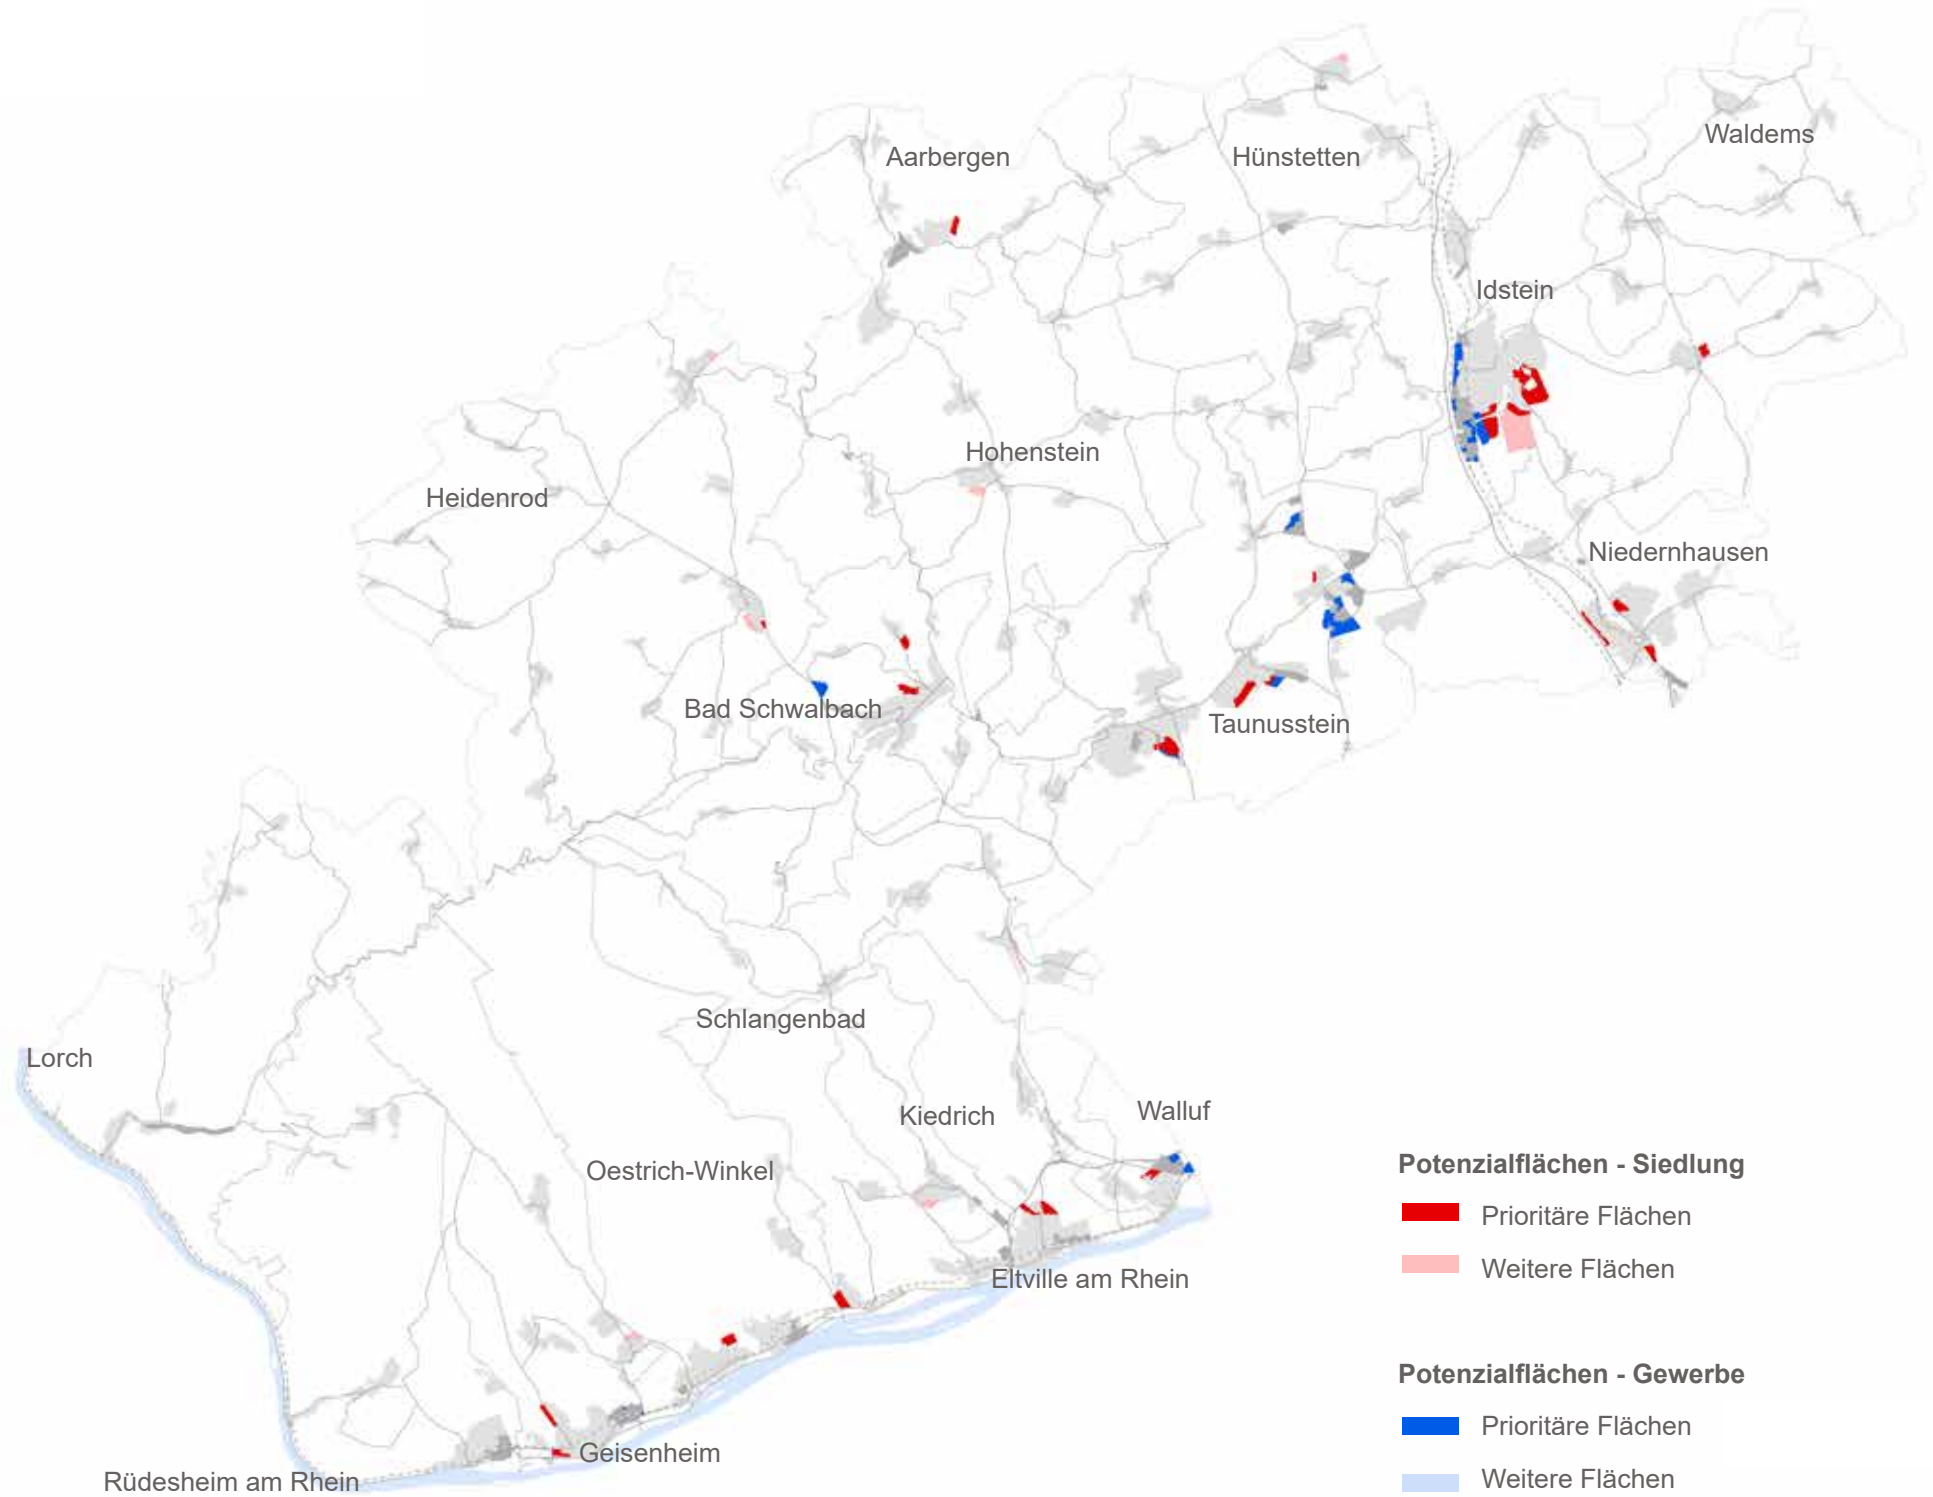 Waldems
Aarbergen
Hünstetten
Idstein
Hohenstein
Heidenrod
Niedernhausen
Bad Schwalbach
Taunusstein
Schlangenbad
Lorch
Kiedrich
Walluf
Oestrich-Winkel
Eltville am Rhein
Geisenheim
Rüdesheim am Rhein
Potenzialflächen - Siedlung
Prioritäre Flächen
Weitere Flächen
Potenzialflächen - Gewerbe
Prioritäre Flächen
Weitere Flächen